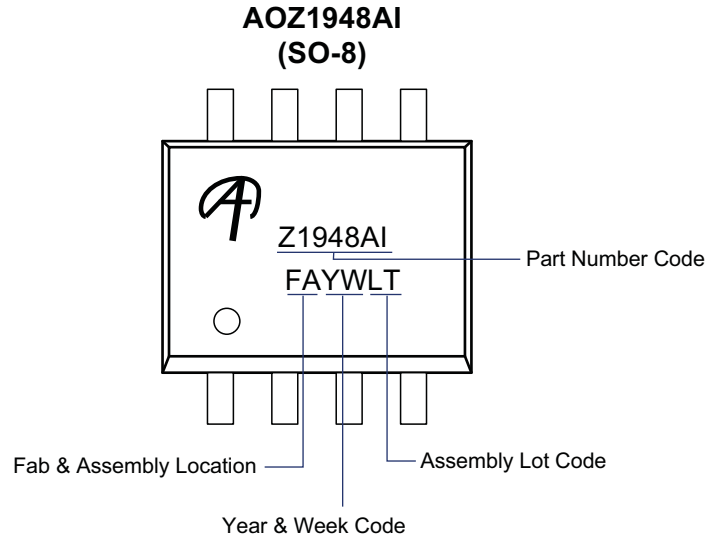 AOZ1948AI
(SO-8)
Z1948AI
Part Number Code
FAYWLT
Fab & Assembly Location
Assembly Lot Code
Year & Week Code